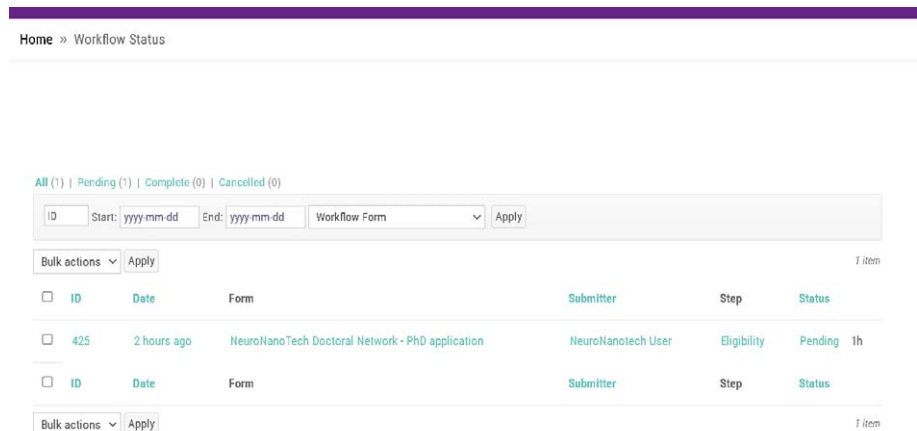 Home » Workflow Status
All (1) | Pending (1) | Complete (0) | Cancelled (0)
ID Start: yyyy-mm-dd End: yyyy-mm-dd Workflow Form Apply
Bulk actions Apply 1 item
ID Date Form Submitter Step Status
425 2 hours ago NeuroNanoTech Doctoral Network - PhD application NeuroNanotech User Eligibility Pending 1h
ID Date Form Submitter Step Status
Bulk actions Apply 1 item